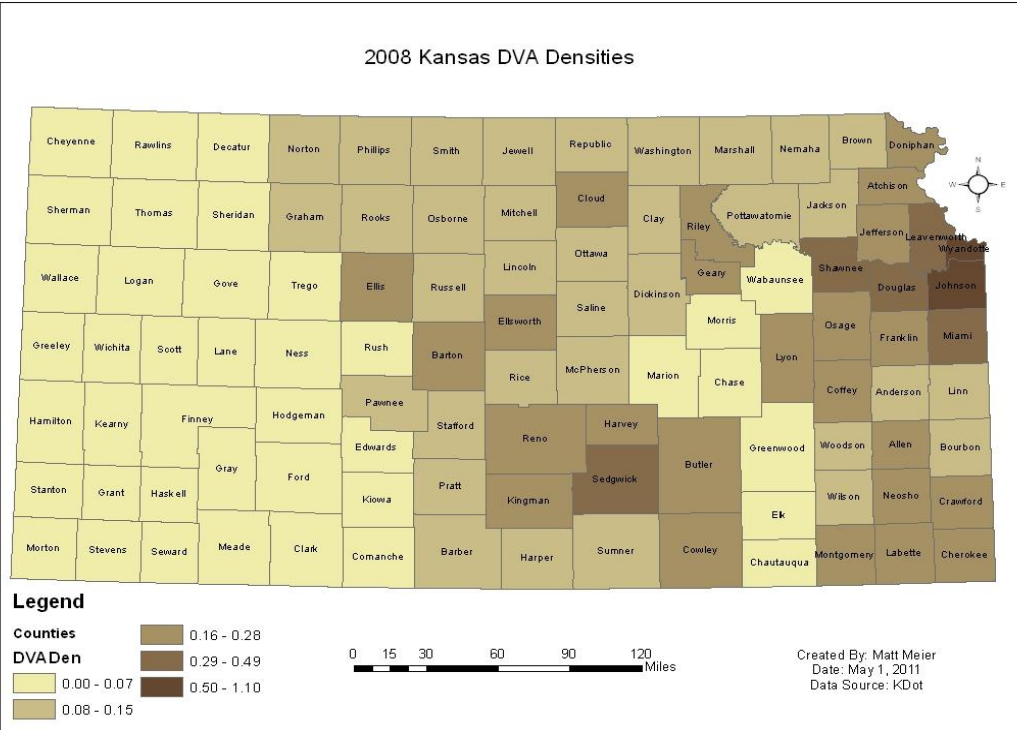 2008 Kansas DVA Densities
Cheyenne
Rawlins
Decatur
Norton
Phillips
Smith
Jewell
Republic
Washington
Marshall
Nemaha
Brown
Doniphan
N
W
E
S
Sherman
Thomas
Sheridan
Graham
Rooks
Osborne
Mitchell
Cloud
Clay
Riley
Pottawatomie
Jackson
Atchison
Jefferson
Leavenworth
Wyandotte
Wallace
Logan
Gove
Trego
Ellis
Russell
Lincoln
Ottawa
Saline
Dickinson
Geary
Wabaunsee
Shawnee
Douglas
Johnson
Greeley
Wichita
Scott
Lane
Ness
Rush
Barton
Ellsworth
Rice
McPherson
Marion
Morris
Chase
Lyon
Osage
Franklin
Miami
Coffey
Anderson
Linn
Hamilton
Kearny
Finney
Hodgeman
Pawnee
Edwards
Stafford
Reno
Harvey
Sedgwick
Butler
Greenwood
Woodson
Allen
Bourbon
Gray
Ford
Kiowa
Pratt
Kingman
Elk
Wilson
Neosho
Crawford
Stanton
Grant
Haskell
Morton
Stevens
Seward
Meade
Clark
Comanche
Barber
Harper
Sumner
Cowley
Chautauqua
Montgomery
Labette
Cherokee
Legend
Counties
DVADen
0.00 - 0.07
0.08 - 0.15
0.16 - 0.28
0.29 - 0.49
0.50 - 1.10
0 15 30 60 90 120
Miles
Created By: Matt Meier
Date: May 1, 2011
Data Source: KDot